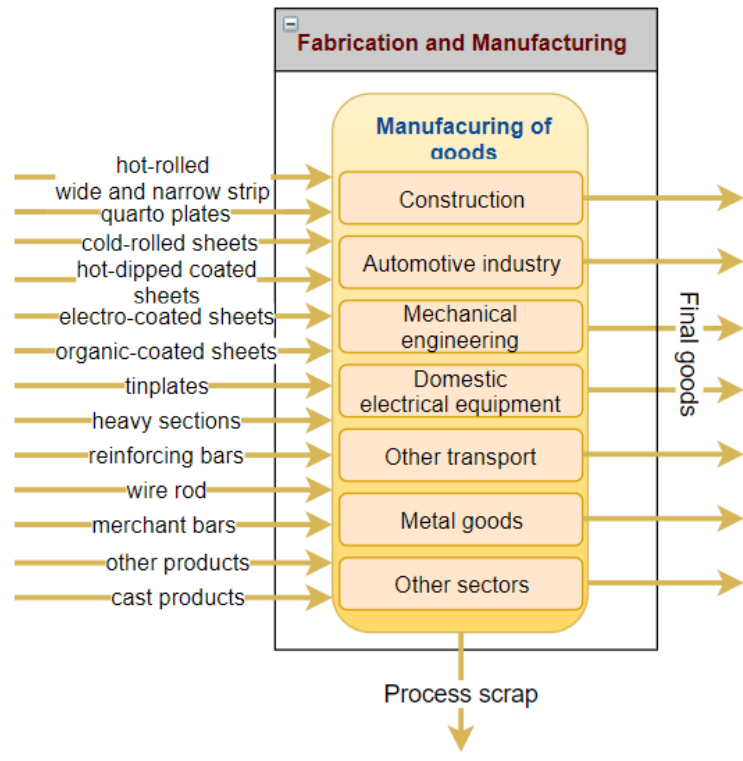 Fabrication and Manufacturing
Manufacuring of
goods
hot-rolled
wide and narrow strip
quarto plates
cold-rolled sheets
hot-dipped coated
sheets
electro-coated sheets
organic-coated sheets
tinplates
heavy sections
reinforcing bars
wire rod
merchant bars
other products
cast products
Construction
Automotive industry
Mechanical
engineering
Domestic
electrical equipment
Other transport
Metal goods
Other sectors
Final goods
Process scrap